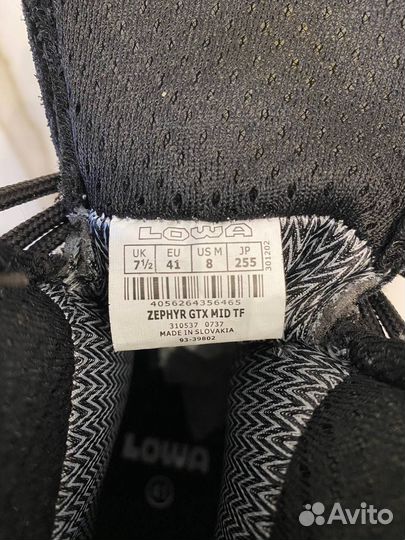 LOWA
UK EU US M JP
7½ 41 8 255
301202
4056264356465
ZEPHYR GTX MID TF
310537 0737
MADE IN SLOVAKIA
93-39802
LOWA
41
Avito